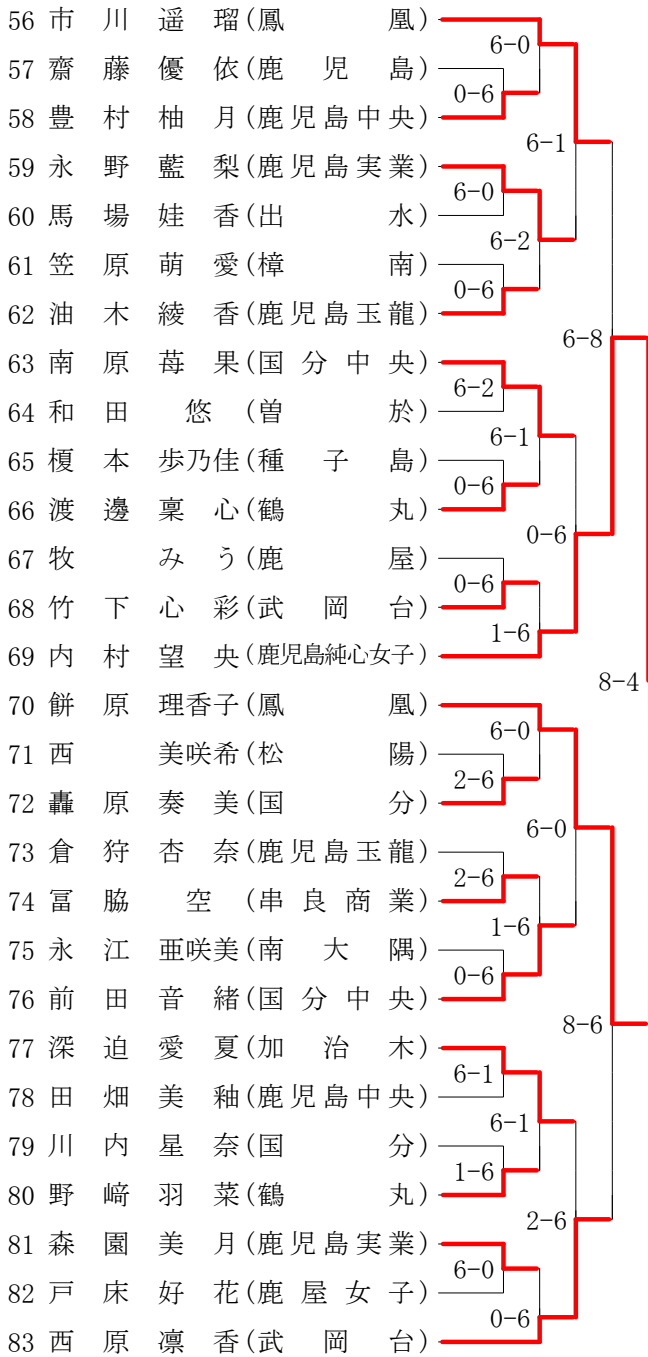 56 市川遥瑠(鳳凰)
6-0
57 齋藤優依(鹿児島)
0-6
58 豊村柚月(鹿児島中央)
6-1
59 永野藍梨(鹿児島実業)
6-0
60 馬場娃香(出水)
6-2
61 笠原萌愛(樟南)
0-6
62 油木綾香(鹿児島玉龍)
6-8
63 南原苺果(国分中央)
6-2
64 和田悠(曽於)
6-1
65 榎本歩乃佳(種子島)
0-6
66 渡邊稟心(鶴丸)
0-6
67 牧みう(鹿屋)
0-6
68 竹下心彩(武岡台)
1-6
69 内村望央(鹿児島純心女子)
8-4
70 餅原理香子(鳳凰)
6-0
71 西美咲希(松陽)
2-6
72 轟原奏美(国分)
6-0
73 倉狩杏奈(鹿児島玉龍)
2-6
74 冨脇空(串良商業)
1-6
75 永江亜咲美(南大隅)
0-6
76 前田音緒(国分中央)
8-6
77 深迫愛夏(加治木)
6-1
78 田畑美釉(鹿児島中央)
6-1
79 川内星奈(国分)
1-6
80 野﨑羽菜(鶴丸)
2-6
81 森園美月(鹿児島実業)
6-0
82 戸床好花(鹿屋女子)
0-6
83 西原凛香(武岡台)